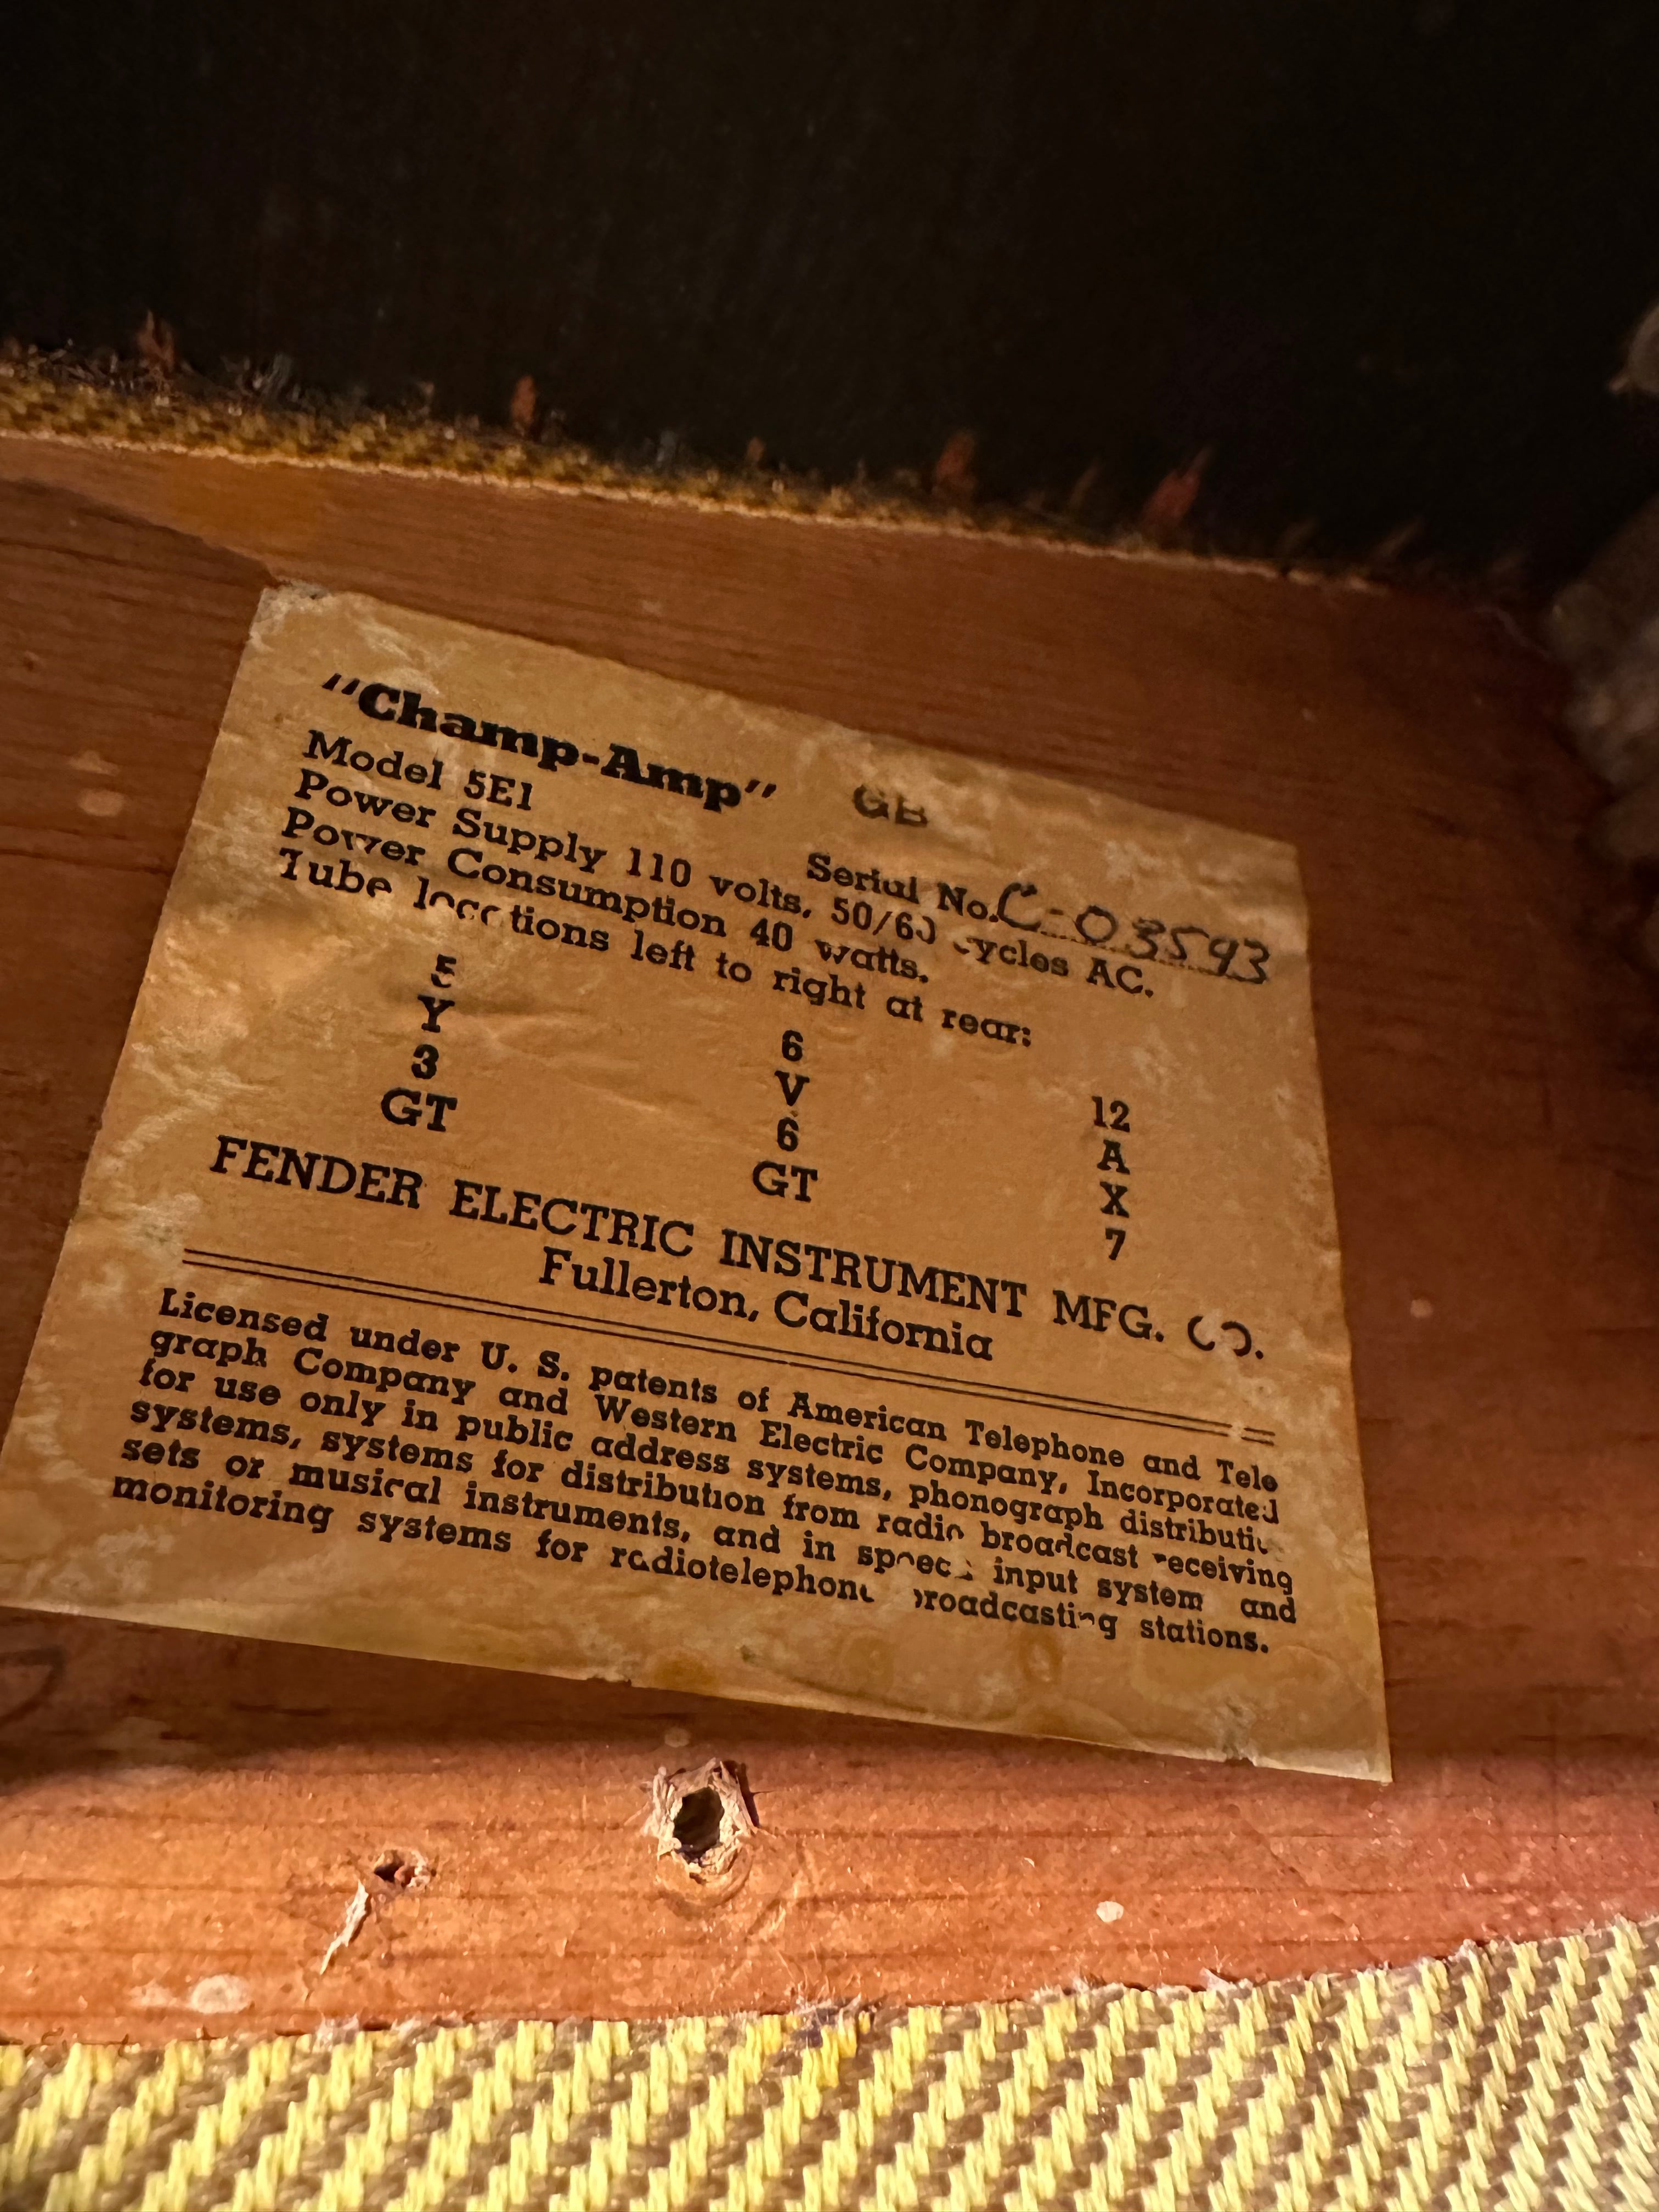 "Champ-Amp" GB
Model 5E1 Serial No. C-03593
Power Supply 110 volts, 50/60 cycles AC.
Power Consumption 40 watts.
Tube locations left to right at rear:
5 6 12
Y V A
3 6 X
GT GT 7
FENDER ELECTRIC INSTRUMENT MFG. CO.
Fullerton, California
Licensed under U. S. patents of American Telephone and Tele
graph Company and Western Electric Company, Incorporated
for use only in public address systems, phonograph distributi
systems, systems for distribution from radio broadcast receiving
sets or musical instruments, and in speech input system and
monitoring systems for radiotelephone broadcasting stations.